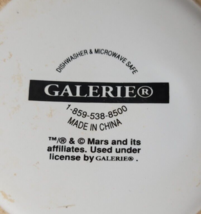 DISHWASHER & MICROWAVE SAFE
GALERIE®
1-859-538-8500
MADE IN CHINA
™/® & © Mars and its
affiliates. Used under
license by GALERIE®.